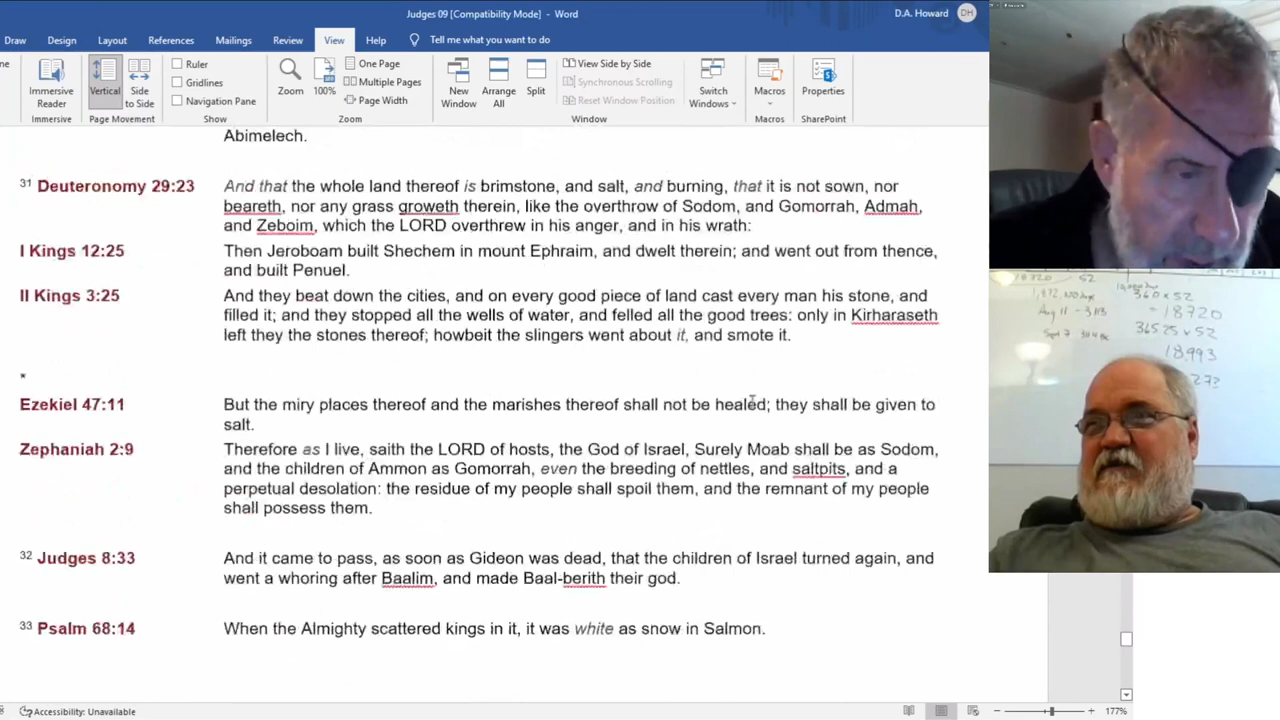 Judges 09 [Compatibility Mode] - Word
D.A. Howard DH
Draw Design Layout References Mailings Review View Help Tell me what you want to do
Immersive Reader
Immersive
Vertical
Side to Side
Page Movement
Ruler
Gridlines
Navigation Pane
Show
Zoom
100%
One Page
Multiple Pages
Page Width
Zoom
New Window
Arrange All
Split
View Side by Side
Synchronous Scrolling
Reset Window Position
Switch Windows
Window
Macros
Macros
Properties
SharePoint
Abimelech.
31 Deuteronomy 29:23 And that the whole land thereof is brimstone, and salt, and burning, that it is not sown, nor
beareth, nor any grass groweth therein, like the overthrow of Sodom, and Gomorrah, Admah,
and Zeboim, which the LORD overthrew in his anger, and in his wrath:
I Kings 12:25 Then Jeroboam built Shechem in mount Ephraim, and dwelt therein; and went out from thence,
and built Penuel.
II Kings 3:25 And they beat down the cities, and on every good piece of land cast every man his stone, and
filled it; and they stopped all the wells of water, and felled all the good trees: only in Kirharaseth
left they the stones thereof; howbeit the slingers went about it, and smote it.
*
Ezekiel 47:11 But the miry places thereof and the marishes thereof shall not be healed; they shall be given to
salt.
Zephaniah 2:9 Therefore as I live, saith the LORD of hosts, the God of Israel, Surely Moab shall be as Sodom,
and the children of Ammon as Gomorrah, even the breeding of nettles, and saltpits, and a
perpetual desolation: the residue of my people shall spoil them, and the remnant of my people
shall possess them.
32 Judges 8:33 And it came to pass, as soon as Gideon was dead, that the children of Israel turned again, and
went a whoring after Baalim, and made Baal-berith their god.
33 Psalm 68:14 When the Almighty scattered kings in it, it was white as snow in Salmon.
Accessibility: Unavailable
177%
360 x 52
18720
Aug 11 - 3113
36525 x 52
18,993